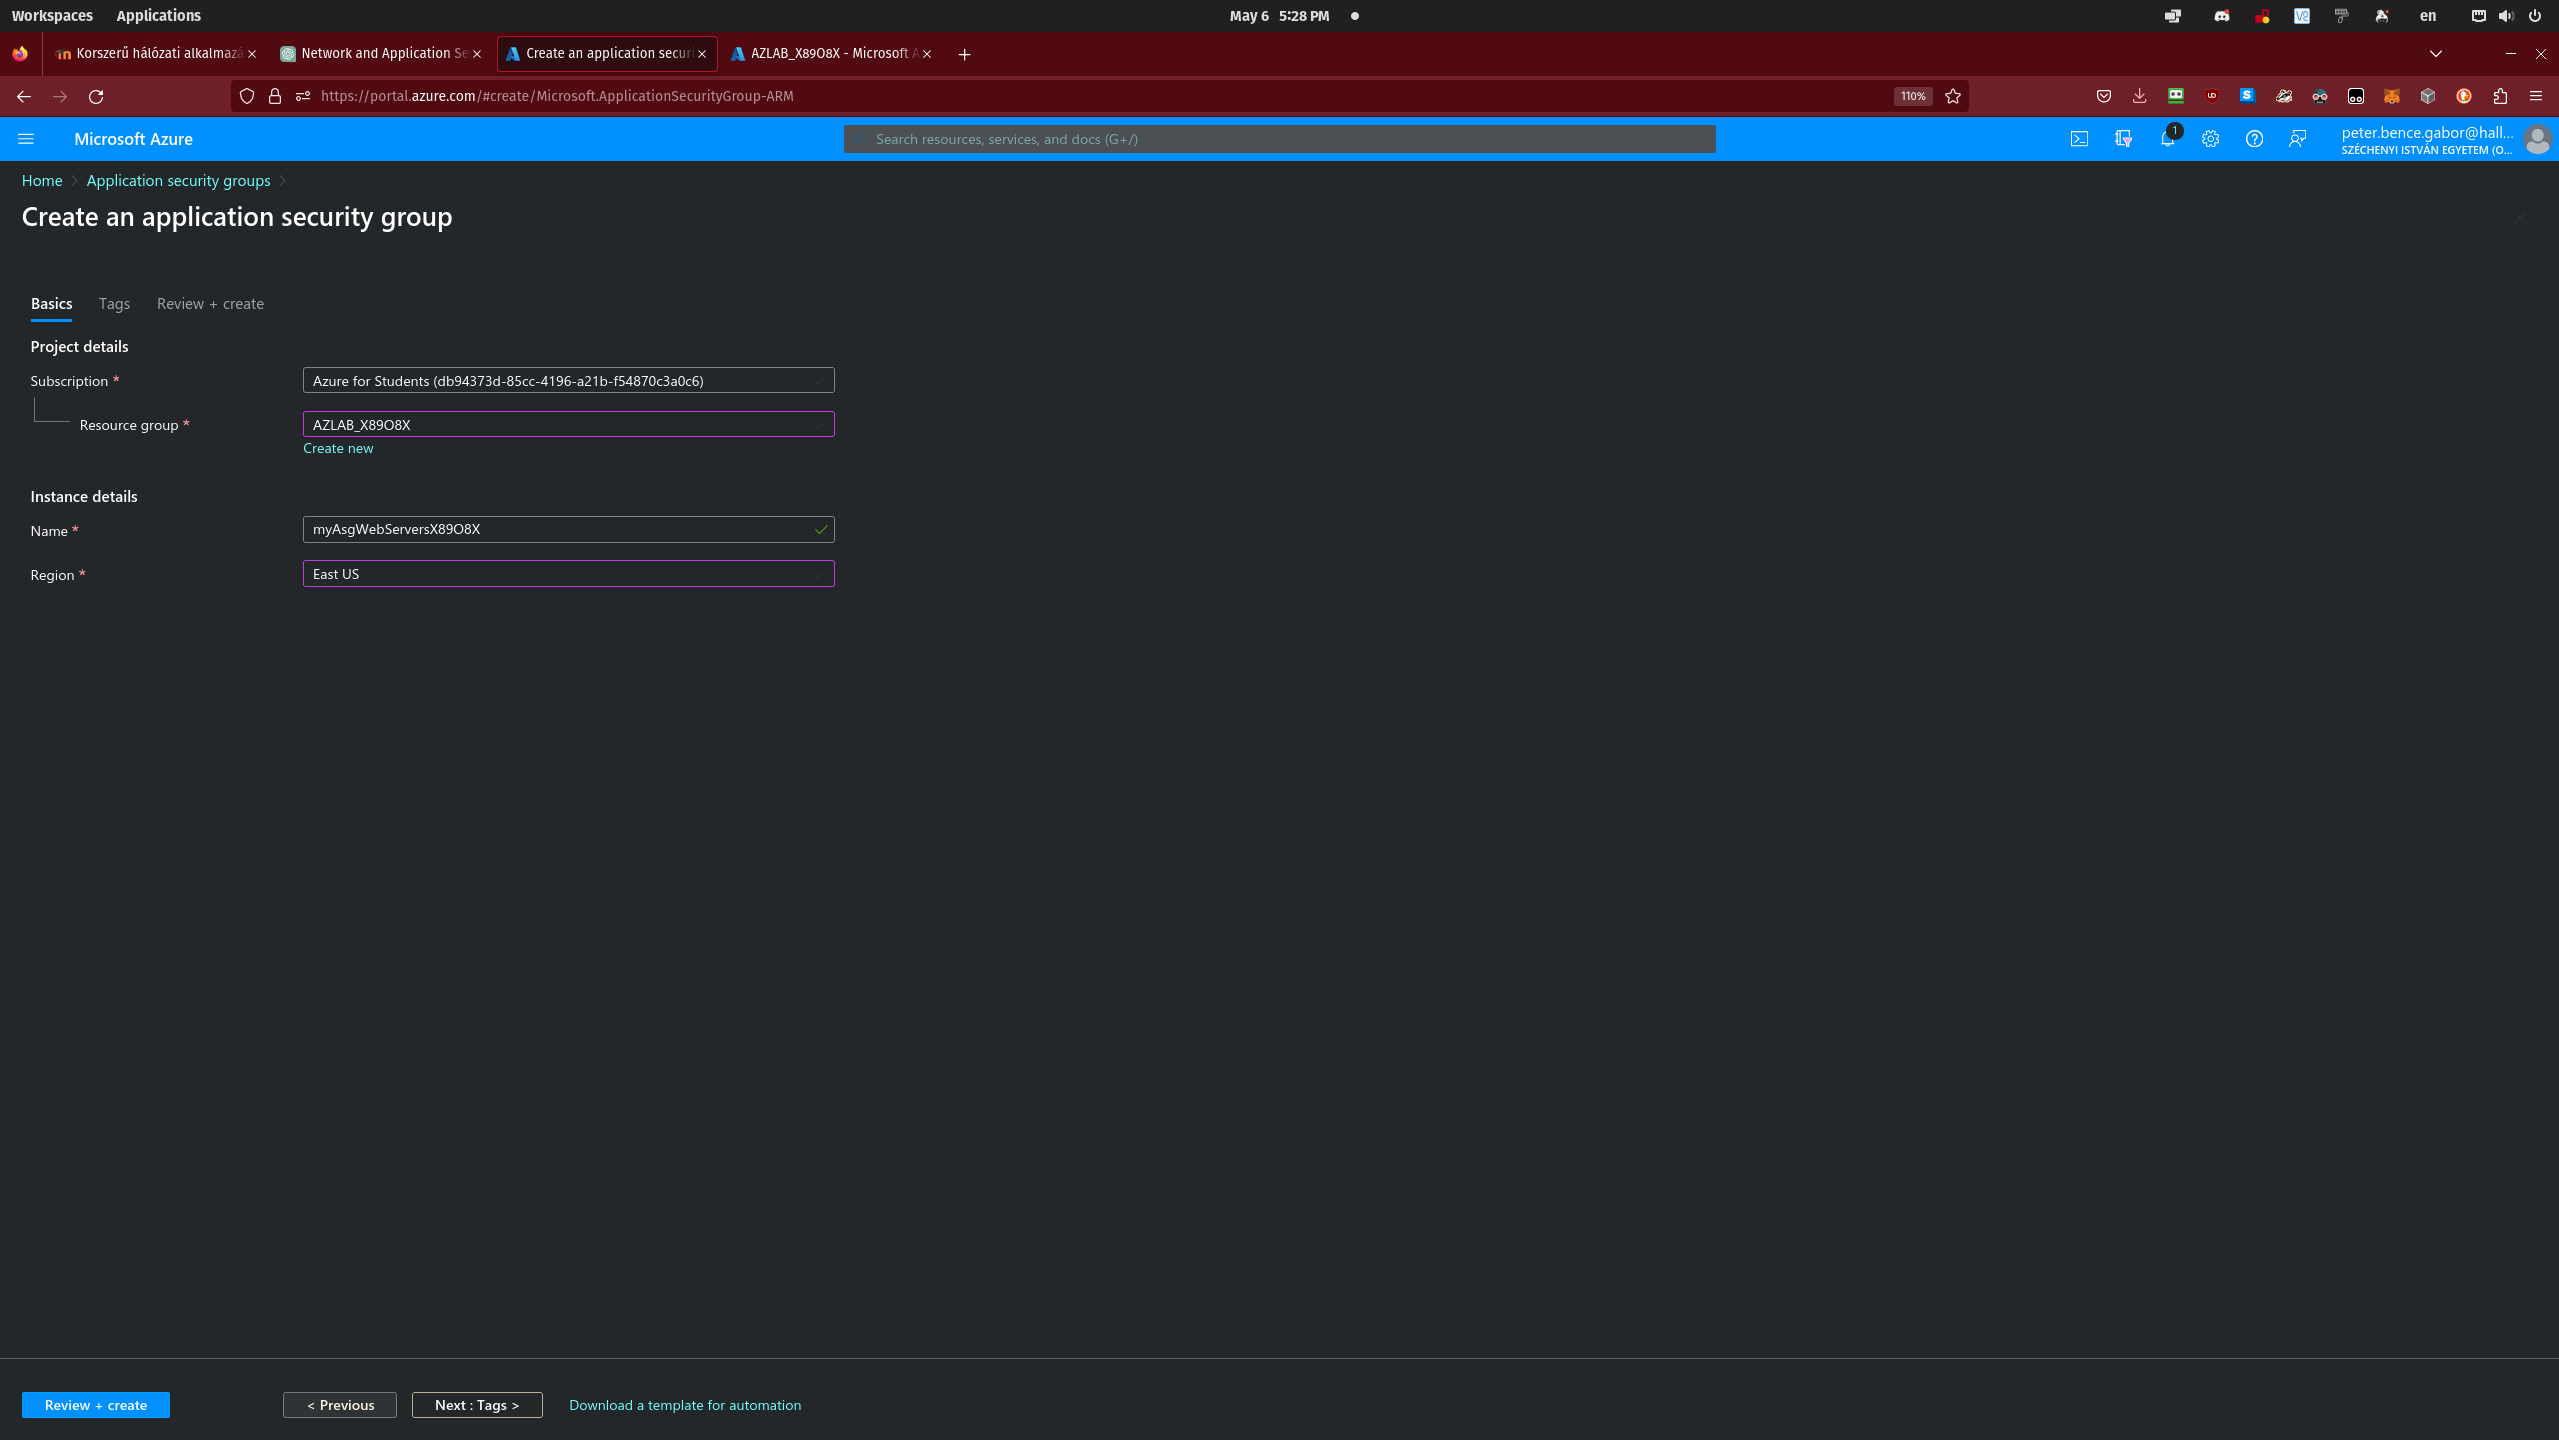 Workspaces Applications May 6 5:28 PM en
Korszerű hálózati alkalmazá Network and Application Se Create an application securi AZLAB_X89O8X - Microsoft A
https://portal.azure.com/#create/Microsoft.ApplicationSecurityGroup-ARM 110%
Microsoft Azure Search resources, services, and docs (G+/) 1 peter.bence.gabor@hall...
SZÉCHENYI ISTVÁN EGYETEM (O...
Home > Application security groups >
Create an application security group ...
Basics Tags Review + create
Project details
Subscription * Azure for Students (db94373d-85cc-4196-a21b-f54870c3a0c6)
Resource group * AZLAB_X89O8X
Create new
Instance details
Name * myAsgWebServersX89O8X
Region * East US
Review + create < Previous Next : Tags > Download a template for automation